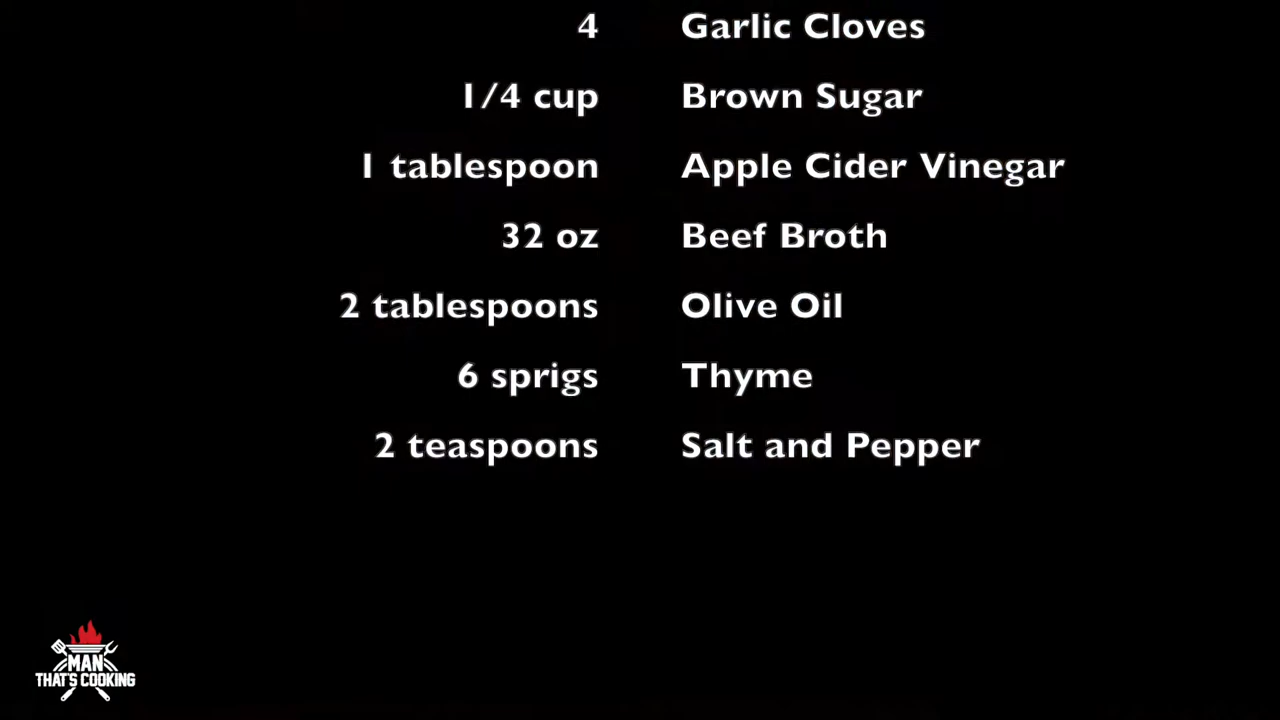 4 Garlic Cloves
1/4 cup Brown Sugar
1 tablespoon Apple Cider Vinegar
32 oz Beef Broth
2 tablespoons Olive Oil
6 sprigs Thyme
2 teaspoons Salt and Pepper
MAN
THAT'S COOKING